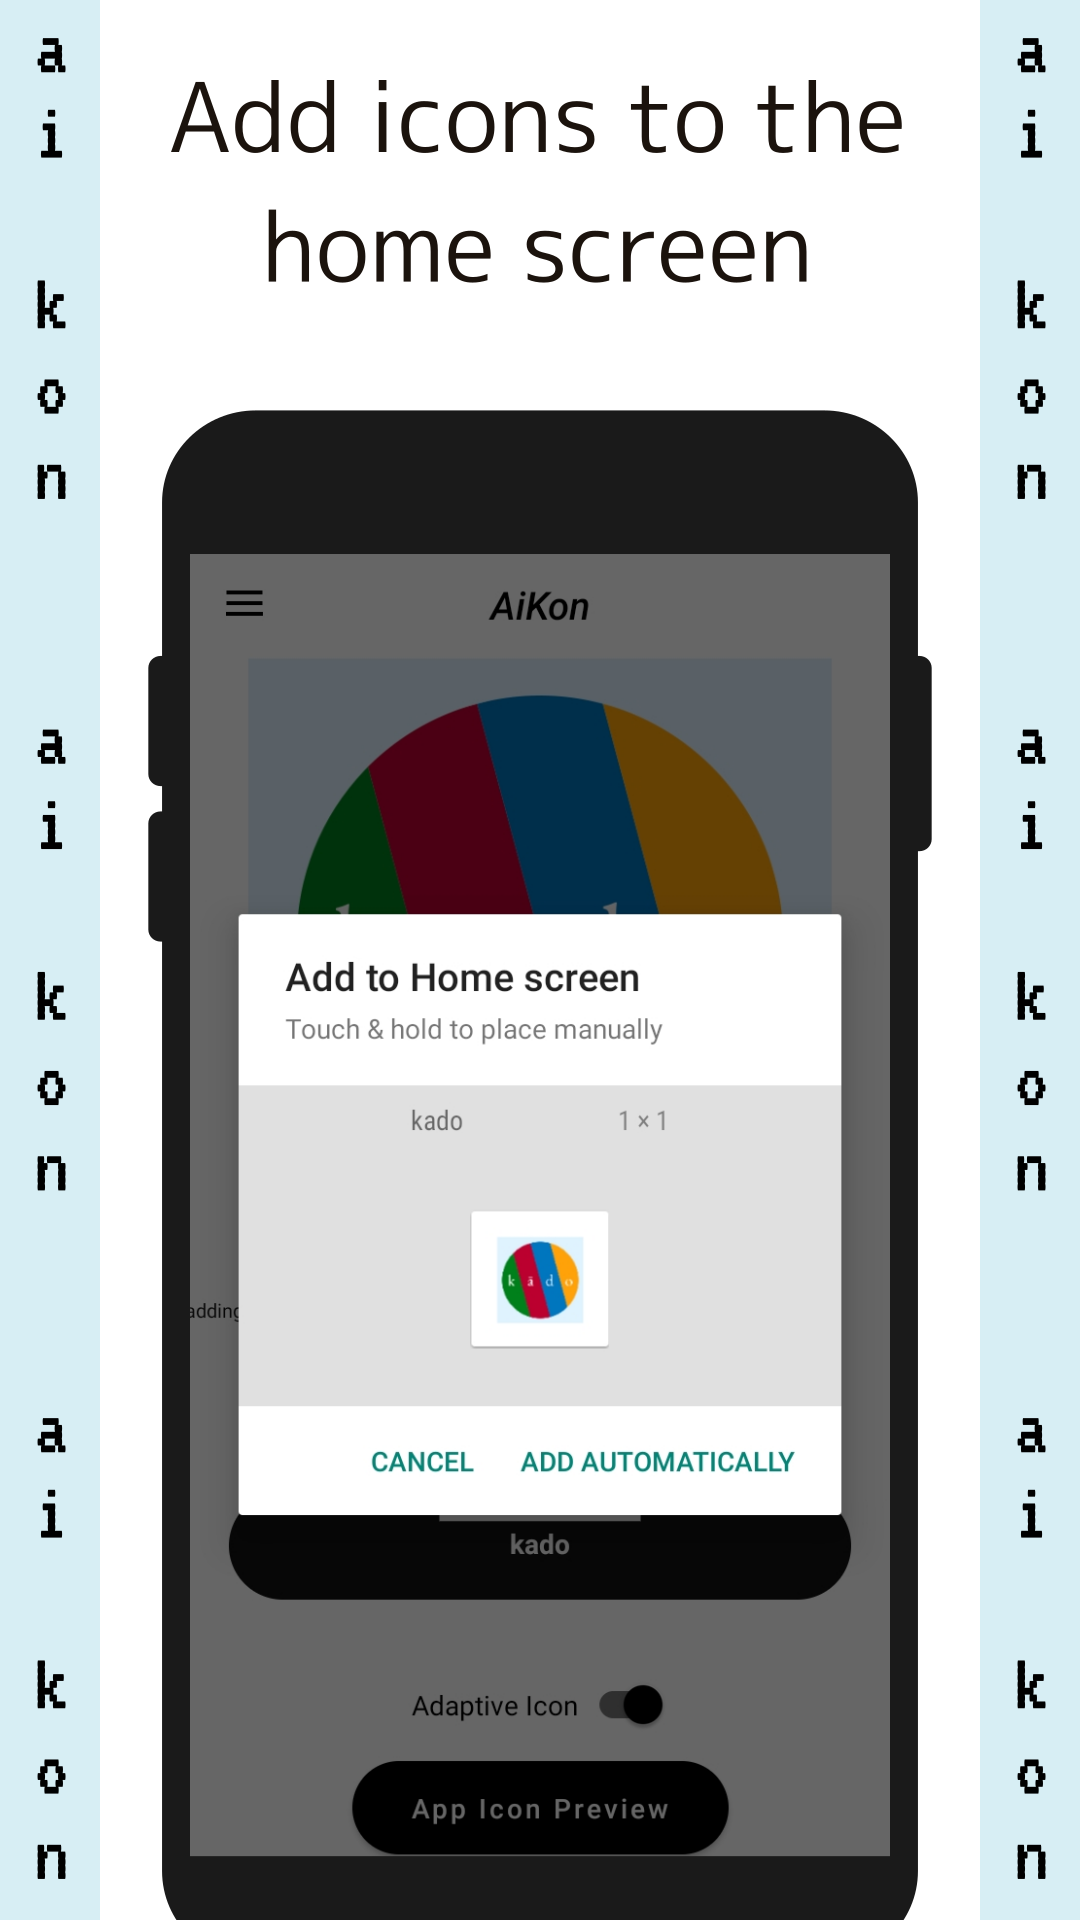 Add icons to the
home screen
a
i
k
o
n
a
i
k
o
n
a
i
k
o
n
AiKon
Add to Home screen
Touch & hold to place manually
kado 1 × 1
k ā d o
adding
CANCEL ADD AUTOMATICALLY
kado
Adaptive Icon
App Icon Preview
a
i
k
o
n
a
i
k
o
n
a
i
k
o
n